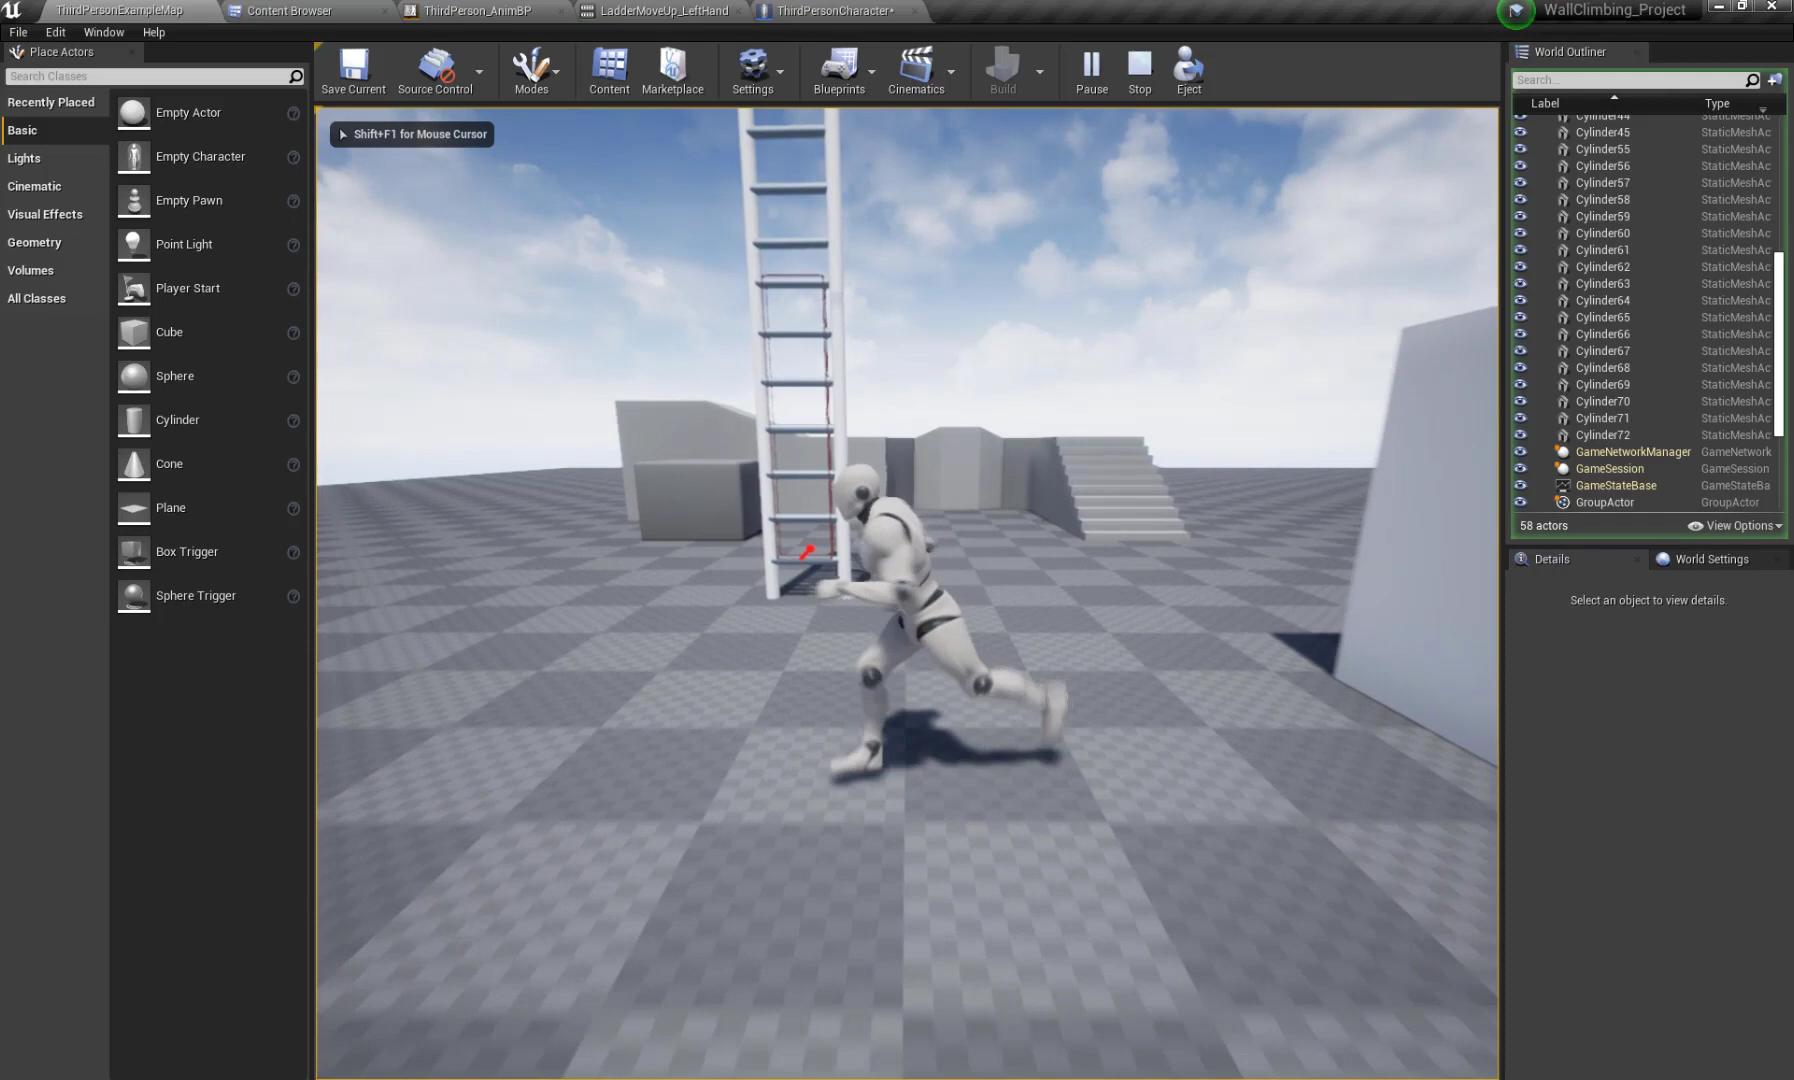 ThirdPersonExampleMap
Content Browser
ThirdPerson_AnimBP
LadderMoveUp_LeftHand
ThirdPersonCharacter*
WallClimbing_Project
File Edit Window Help
Place Actors
Search Classes
Recently Placed
Basic
Lights
Cinematic
Visual Effects
Geometry
Volumes
All Classes
Empty Actor
Empty Character
Empty Pawn
Point Light
Player Start
Cube
Sphere
Cylinder
Cone
Plane
Box Trigger
Sphere Trigger
Save Current
Source Control
Modes
Content
Marketplace
Settings
Blueprints
Cinematics
Build
Pause
Stop
Eject
Shift+F1 for Mouse Cursor
World Outliner
Search...
Label Type
Cylinder44 StaticMeshAc
Cylinder45 StaticMeshAc
Cylinder55 StaticMeshAc
Cylinder56 StaticMeshAc
Cylinder57 StaticMeshAc
Cylinder58 StaticMeshAc
Cylinder59 StaticMeshAc
Cylinder60 StaticMeshAc
Cylinder61 StaticMeshAc
Cylinder62 StaticMeshAc
Cylinder63 StaticMeshAc
Cylinder64 StaticMeshAc
Cylinder65 StaticMeshAc
Cylinder66 StaticMeshAc
Cylinder67 StaticMeshAc
Cylinder68 StaticMeshAc
Cylinder69 StaticMeshAc
Cylinder70 StaticMeshAc
Cylinder71 StaticMeshAc
Cylinder72 StaticMeshAc
GameNetworkManager GameNetwork
GameSession GameSession
GameStateBase GameStateBa
GroupActor GroupActor
58 actors
View Options
Details
World Settings
Select an object to view details.